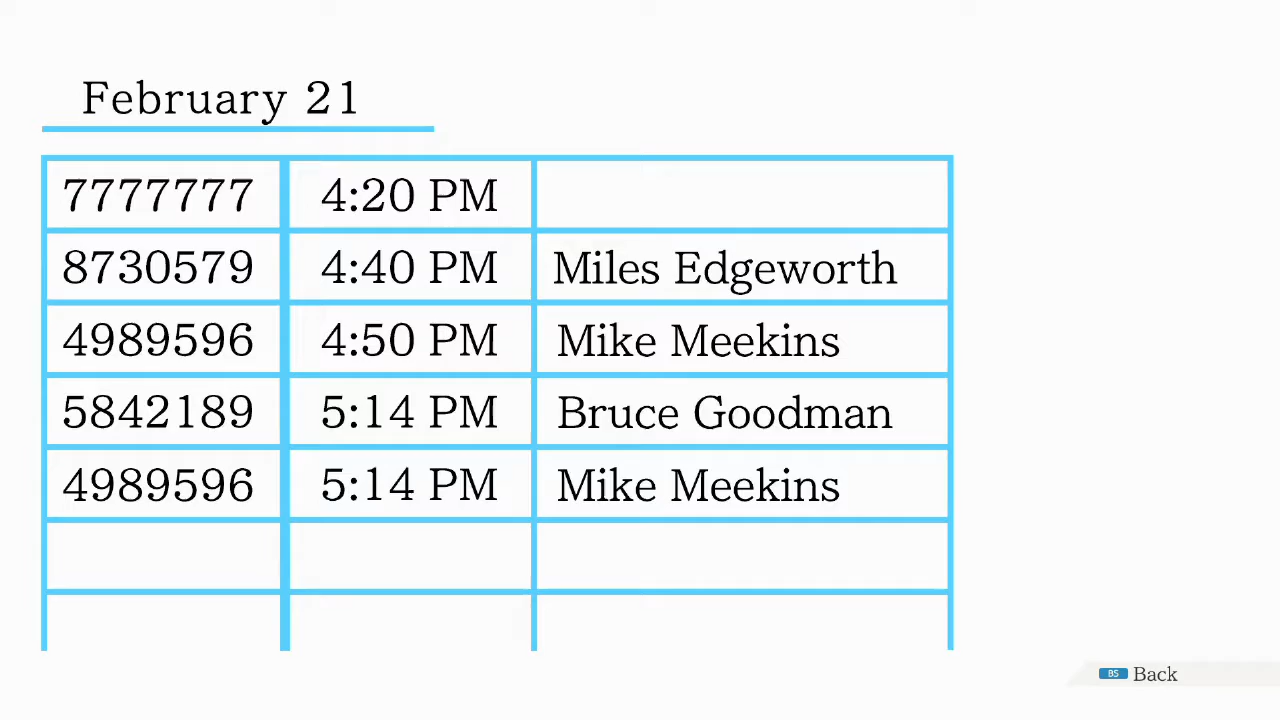 February 21
7777777 4:20 PM
8730579 4:40 PM Miles Edgeworth
4989596 4:50 PM Mike Meekins
5842189 5:14 PM Bruce Goodman
4989596 5:14 PM Mike Meekins
BS Back